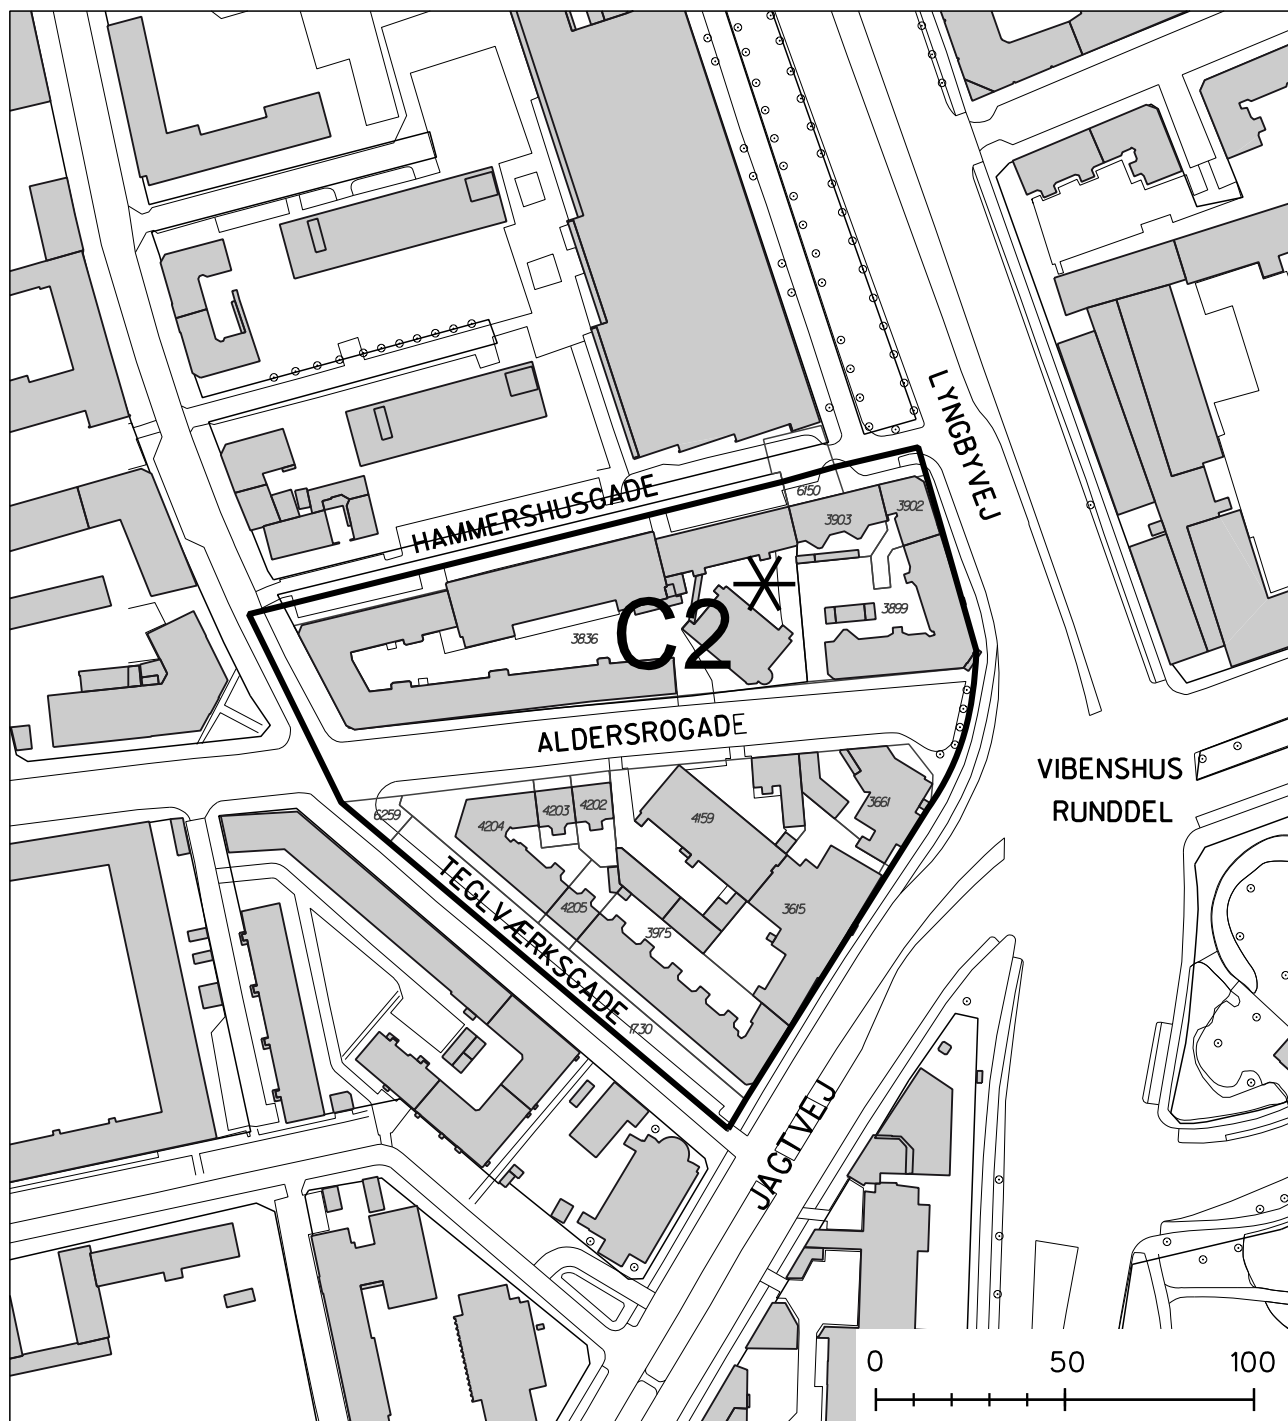 LYNGBYVEJ
HAMMERSHUSGADE
6150
3903
3902
3899
C2
3836
ALDERSROGADE
VIBENSHUS
RUNDDEL
6259
4204
4203
4202
4159
3661
TEGLVÆRKSGADE
4205
3975
3615
1730
JAGTVEJ
0 50 100